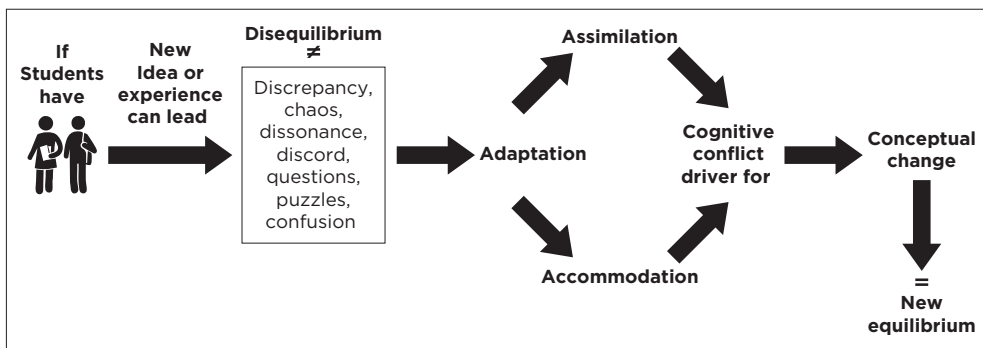 If
Students
have
New
Idea or
experience
can lead
Disequilibrium
≠
Discrepancy,
chaos,
dissonance,
discord,
questions,
puzzles,
confusion
Adaptation
Assimilation
Accommodation
Cognitive
conflict
driver for
Conceptual
change
=
New
equilibrium